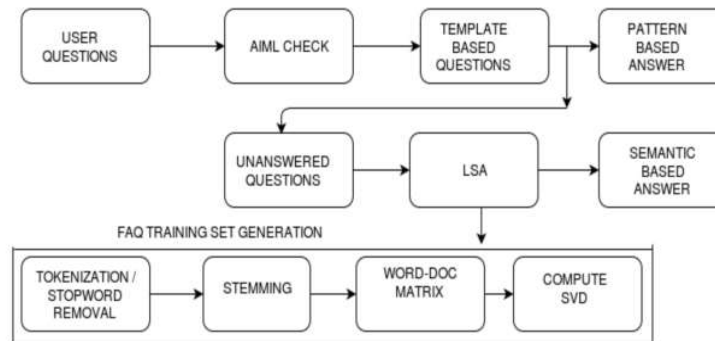 USER
QUESTIONS
AIML CHECK
TEMPLATE
BASED
QUESTIONS
PATTERN
BASED
ANSWER
UNANSWERED
QUESTIONS
LSA
SEMANTIC
BASED
ANSWER
FAQ TRAINING SET GENERATION
TOKENIZATION /
STOPWORD
REMOVAL
STEMMING
WORD-DOC
MATRIX
COMPUTE
SVD